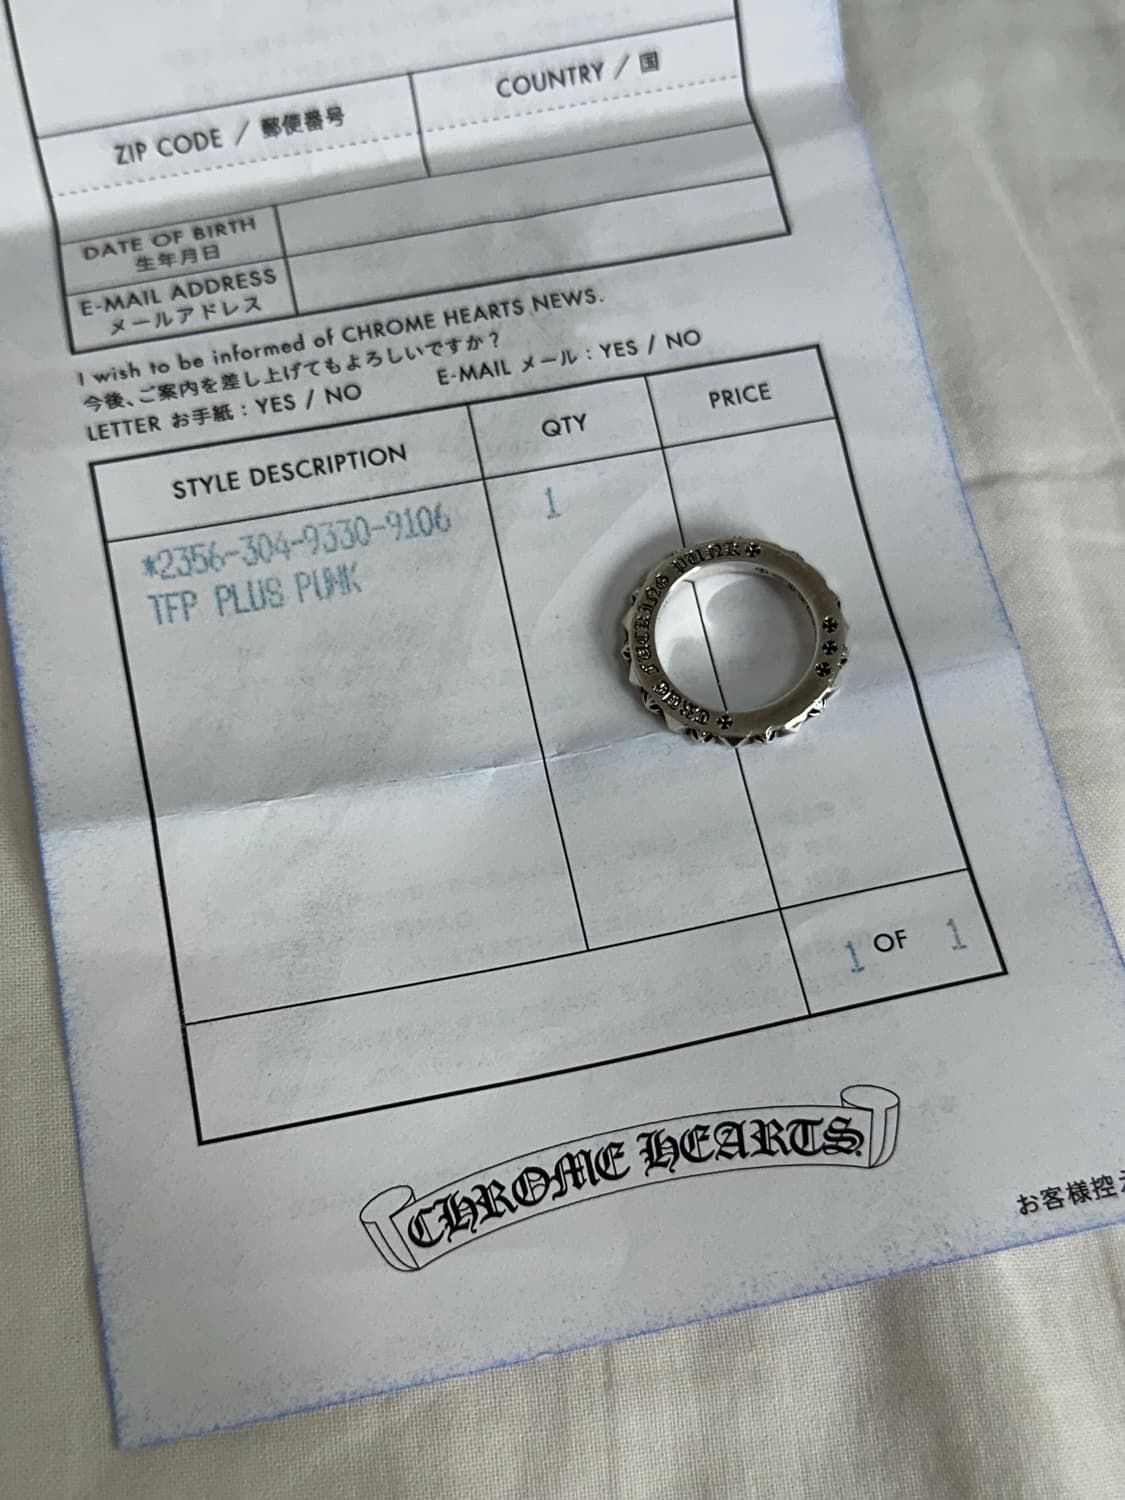 ZIP CODE / 郵便番号
COUNTRY / 国
DATE OF BIRTH
生年月日
E-MAIL ADDRESS
メールアドレス
I wish to be informed of CHROME HEARTS NEWS.
今後、ご案内を差し上げてもよろしいですか？
LETTER お手紙 : YES / NO E-MAIL メール : YES / NO
STYLE DESCRIPTION
QTY
PRICE
*2356-304-9330-9106
1
TFP PLUS PUNK
FUCKING PUNK
1 OF 1
CHROME HEARTS
お客様控